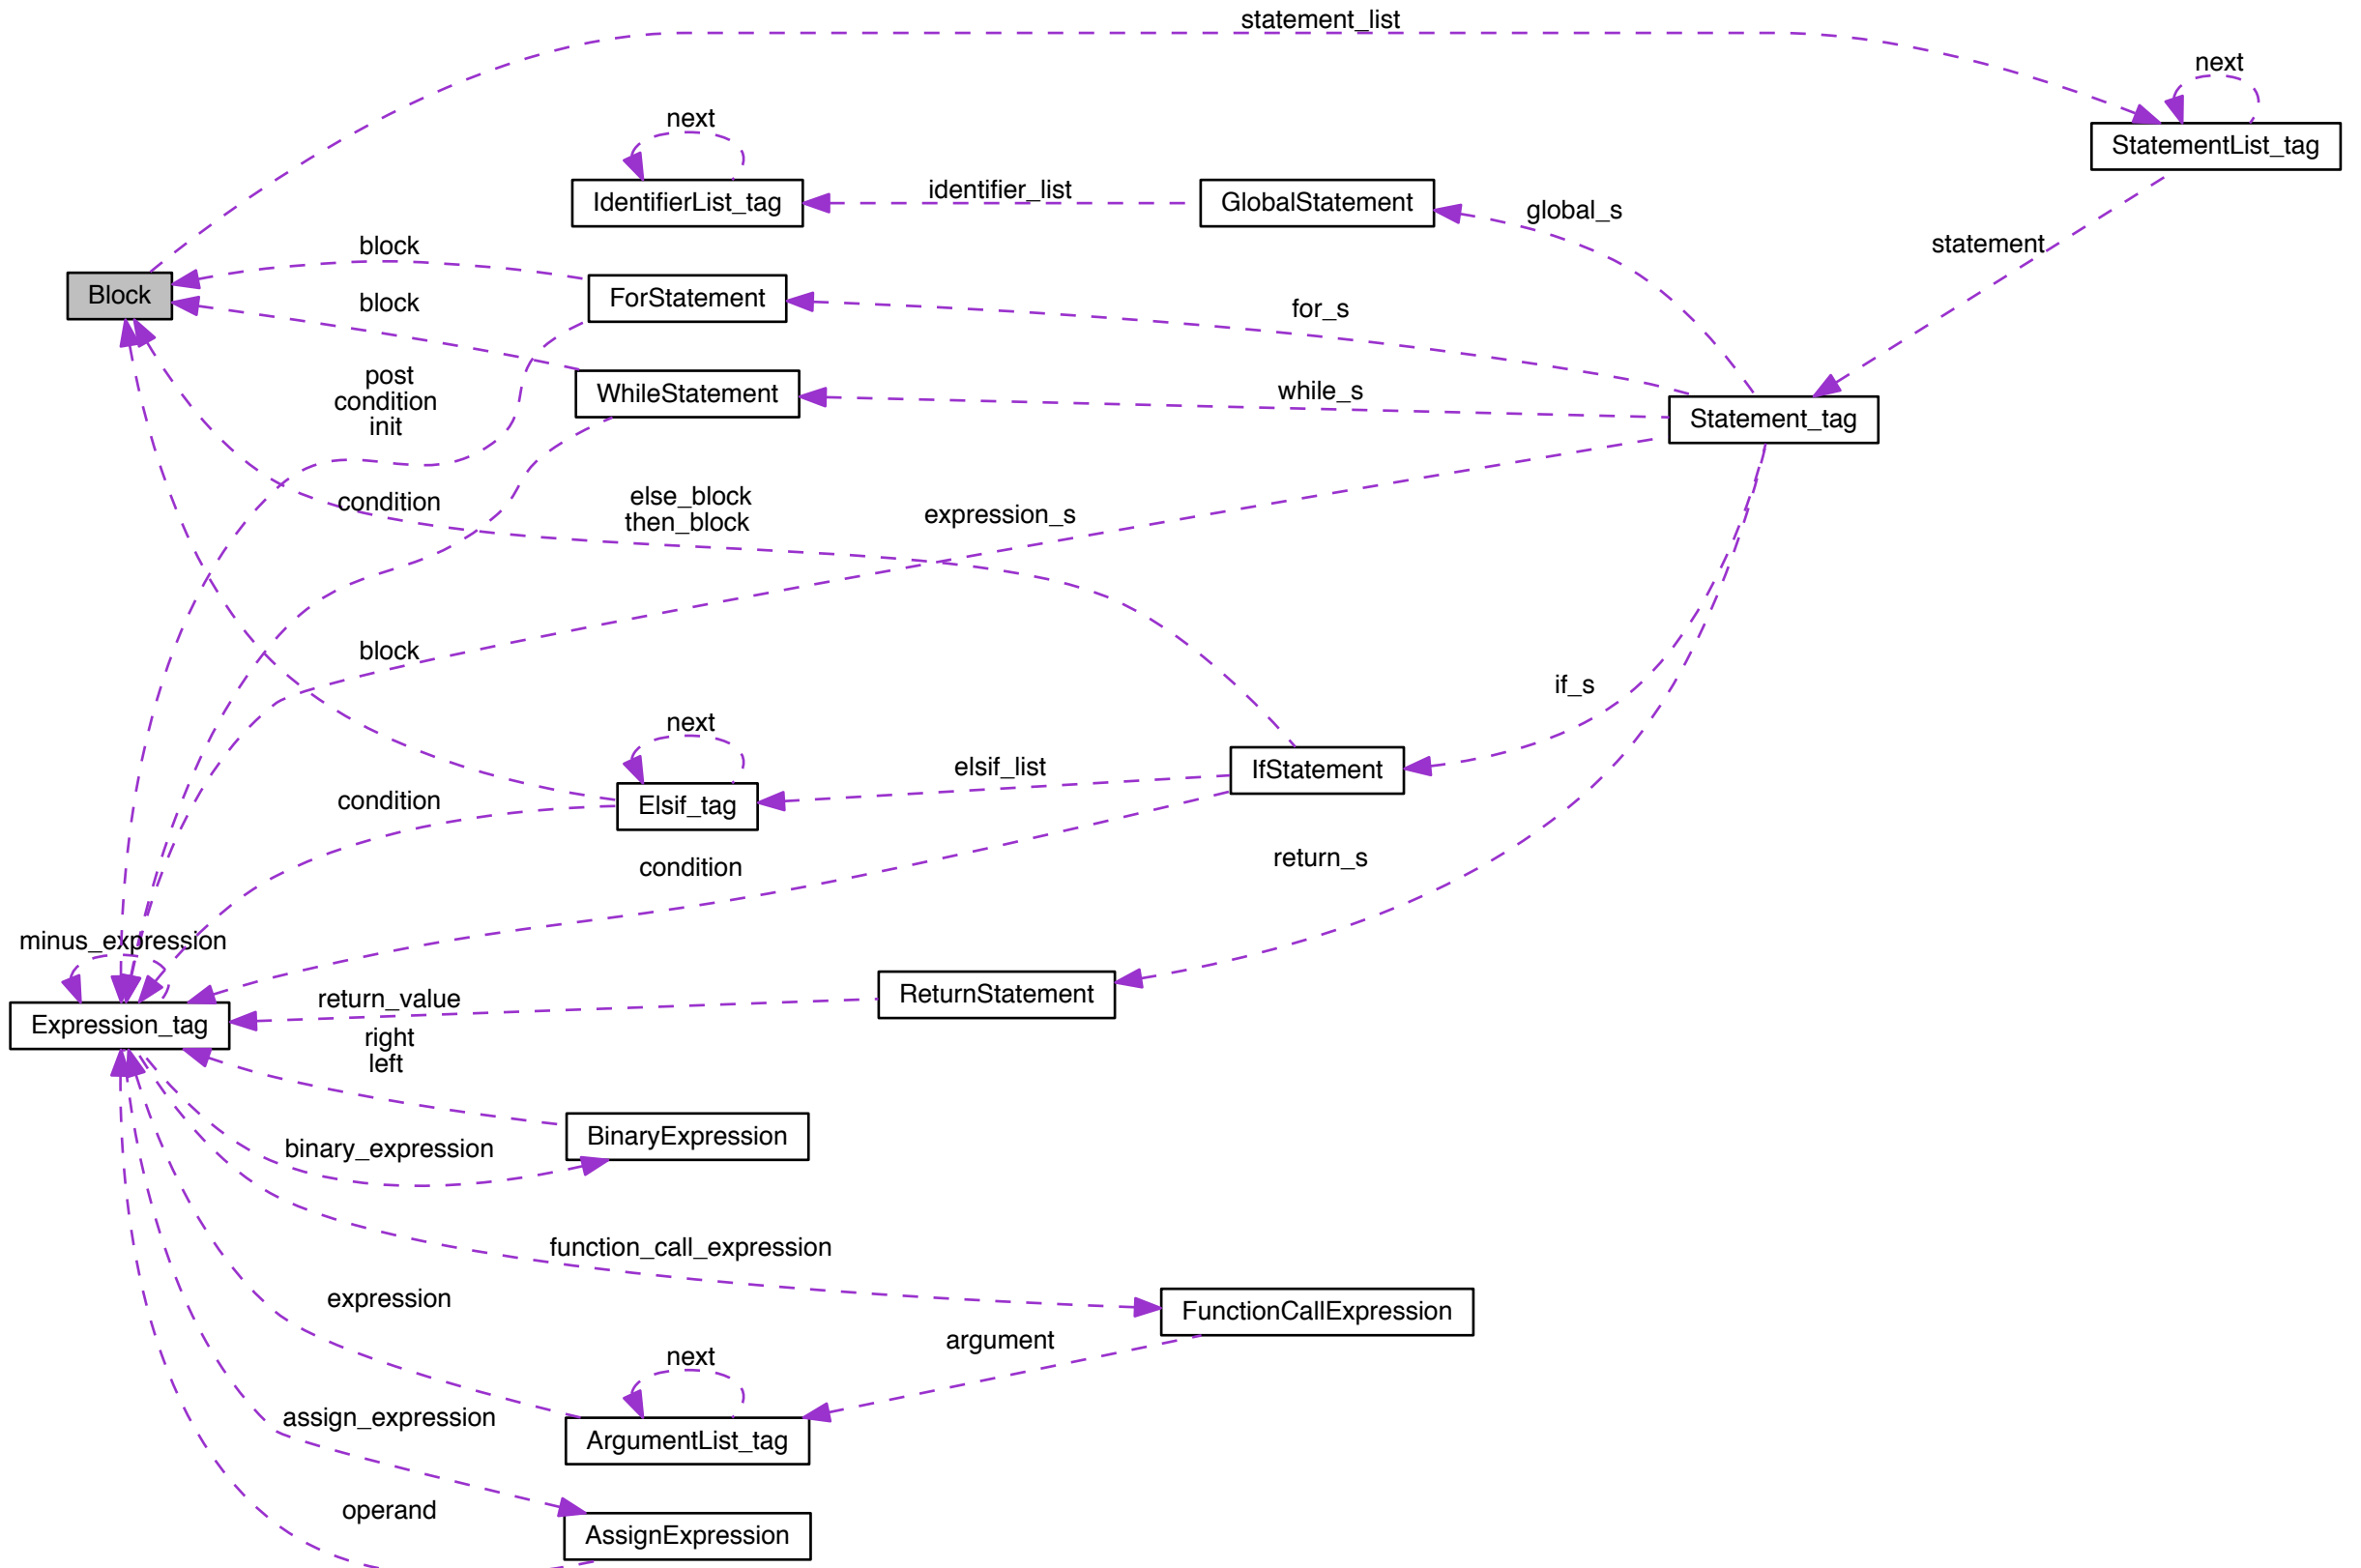 statement_list
next
StatementList_tag
next
IdentifierList_tag
identifier_list
GlobalStatement
global_s
statement
block
Block
ForStatement
block
for_s
post
condition
init
WhileStatement
while_s
Statement_tag
condition
else_block
then_block
expression_s
block
if_s
next
elsif_list
IfStatement
condition
Elsif_tag
condition
return_s
minus_expression
return_value
ReturnStatement
Expression_tag
right
left
BinaryExpression
binary_expression
function_call_expression
expression
FunctionCallExpression
argument
next
assign_expression
ArgumentList_tag
operand
AssignExpression